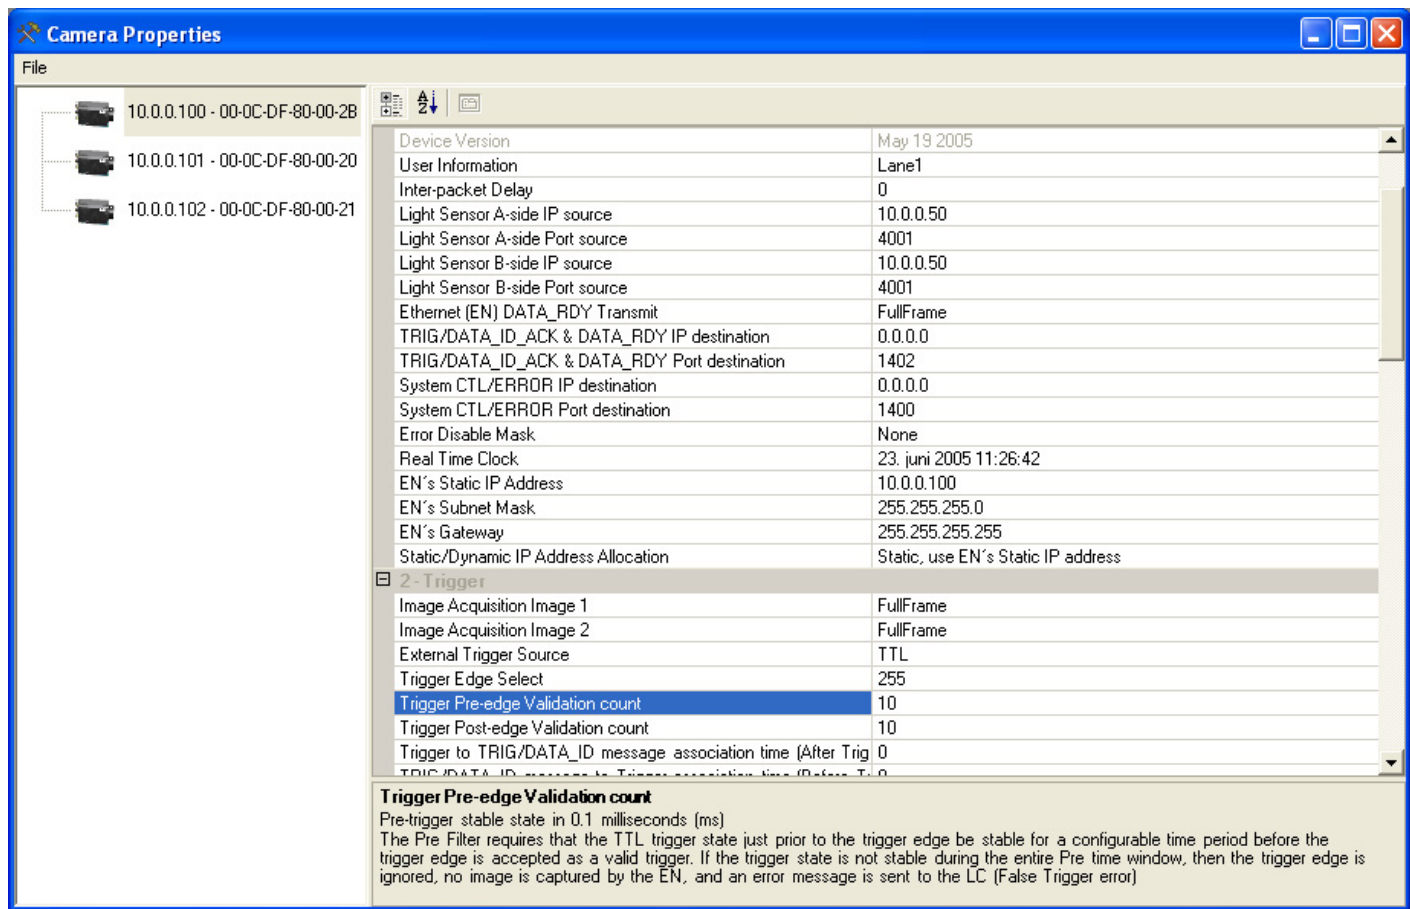 Camera Properties
File
10.0.0.100 - 00-0C-DF-80-00-2B
10.0.0.101 - 00-0C-DF-80-00-20
10.0.0.102 - 00-0C-DF-80-00-21
Device Version May 19 2005
User Information Lane1
Inter-packet Delay 0
Light Sensor A-side IP source 10.0.0.50
Light Sensor A-side Port source 4001
Light Sensor B-side IP source 10.0.0.50
Light Sensor B-side Port source 4001
Ethernet (EN) DATA_RDY Transmit FullFrame
TRIG/DATA_ID_ACK & DATA_RDY IP destination 0.0.0.0
TRIG/DATA_ID_ACK & DATA_RDY Port destination 1402
System CTL/ERROR IP destination 0.0.0.0
System CTL/ERROR Port destination 1400
Error Disable Mask None
Real Time Clock 23. juni 2005 11:26:42
EN´s Static IP Address 10.0.0.100
EN´s Subnet Mask 255.255.255.0
EN´s Gateway 255.255.255.255
Static/Dynamic IP Address Allocation Static, use EN´s Static IP address
2 - Trigger
Image Acquisition Image 1 FullFrame
Image Acquisition Image 2 FullFrame
External Trigger Source TTL
Trigger Edge Select 255
Trigger Pre-edge Validation count 10
Trigger Post-edge Validation count 10
Trigger to TRIG/DATA_ID message association time (After Trig 0
TRIG/DATA_ID message to Trigger association time (Before T 0
Trigger Pre-edge Validation count
Pre-trigger stable state in 0.1 milliseconds (ms)
The Pre Filter requires that the TTL trigger state just prior to the trigger edge be stable for a configurable time period before the
trigger edge is accepted as a valid trigger. If the trigger state is not stable during the entire Pre time window, then the trigger edge is
ignored, no image is captured by the EN, and an error message is sent to the LC (False Trigger error)